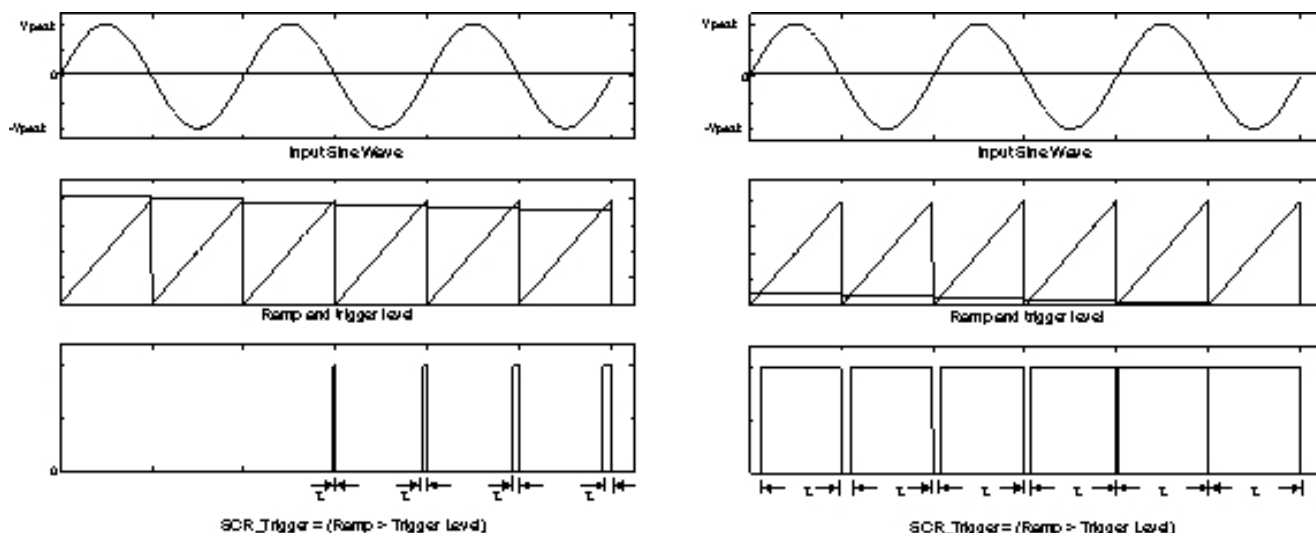 Vpeak
0
-Vpeak
Input Sine Wave
Ramp and trigger level
0
τ τ τ τ
SCR_Trigger = (Ramp > Trigger Level)
Vpeak
0
-Vpeak
Input Sine Wave
Ramp and trigger level
τ τ τ τ τ τ
SCR_Trigger = (Ramp > Trigger Level)